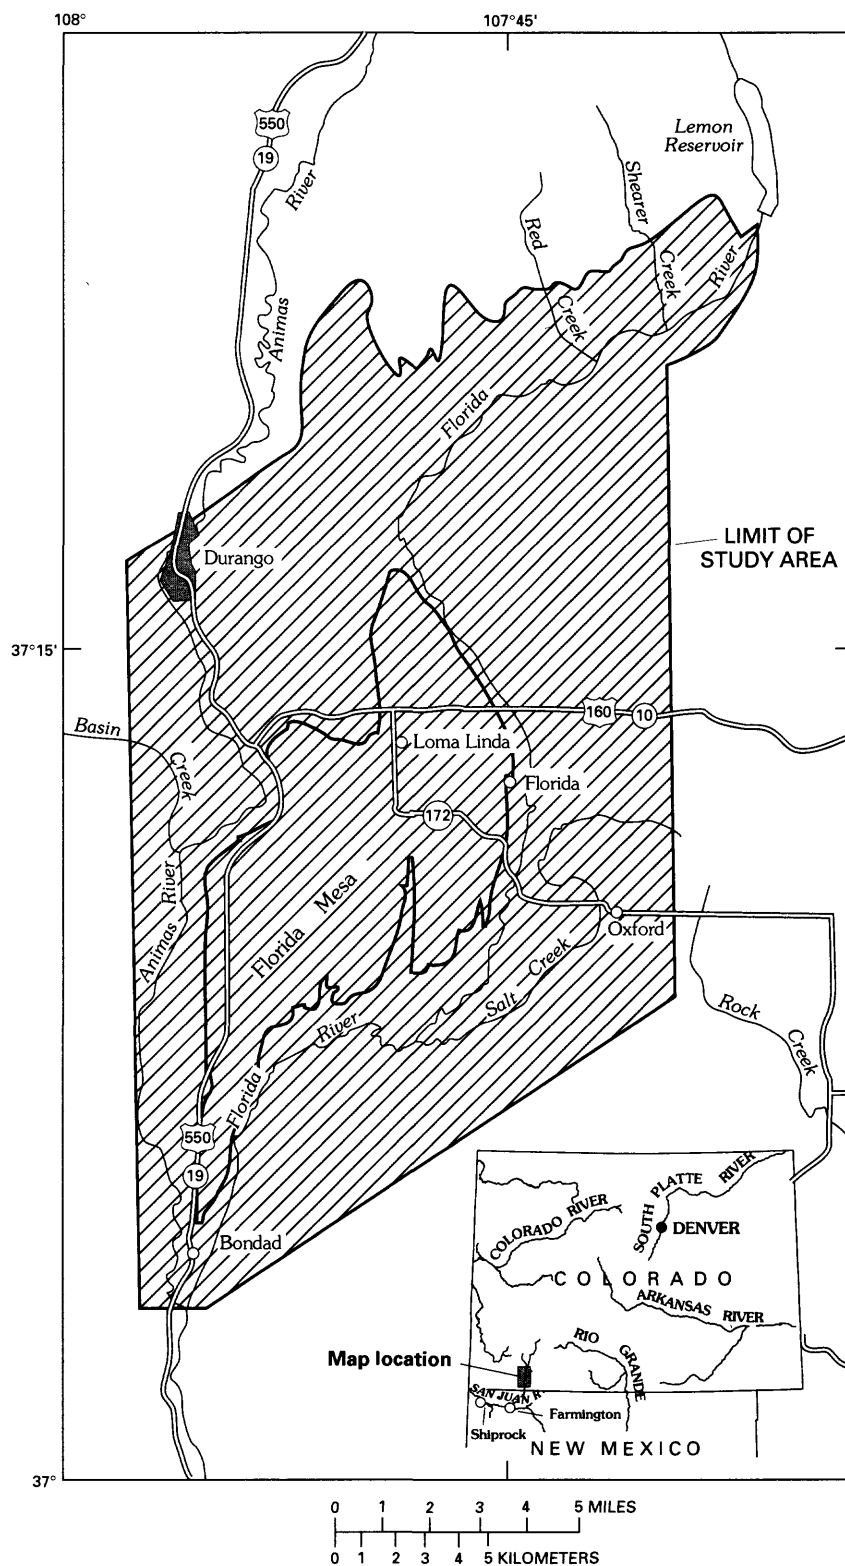 108°
107°45'
550
19
River
Lemon
Reservoir
Shearer
Creek
Red
Creek
River
Animas
Florida
LIMIT OF
STUDY AREA
Durango
37°15'
Basin
Creek
160
10
Loma Linda
Florida
172
River
Animas
Florida Mesa
Oxford
Salt Creek
River
Florida
Rock
Creek
550
19
Bondad
COLORADO RIVER
SOUTH PLATTE RIVER
DENVER
COLORADO
ARKANSAS RIVER
RIO GRANDE
Map location
SAN JUAN R
Farmington
Shiprock
NEW MEXICO
37°
0 1 2 3 4 5 MILES
0 1 2 3 4 5 KILOMETERS